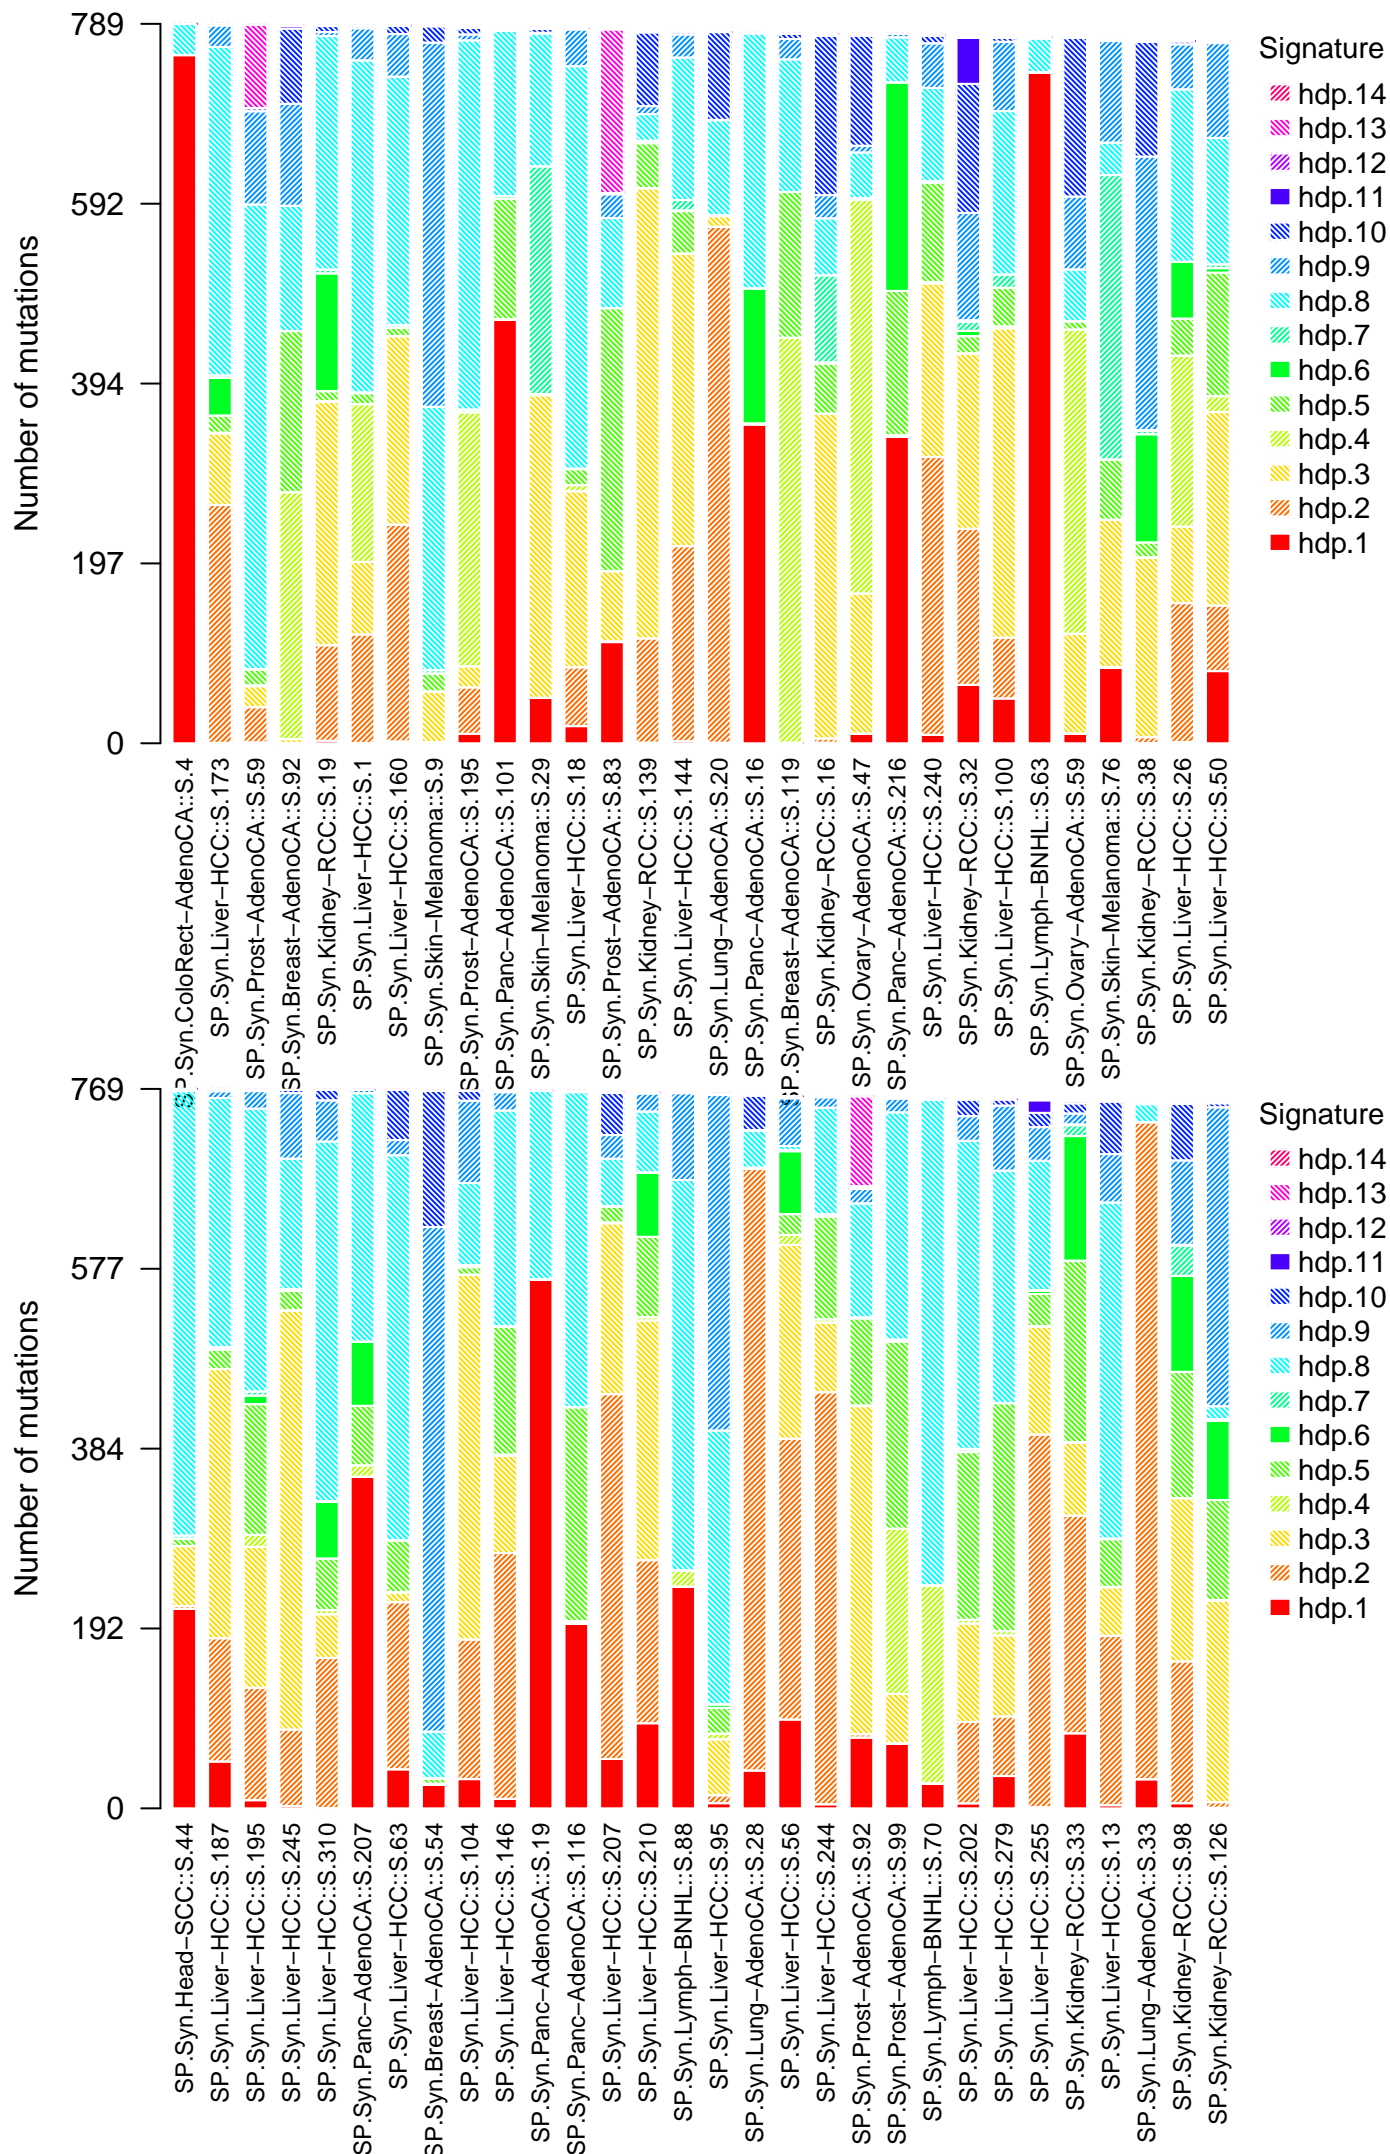 Number of mutations
789
592
394
197
0
SP.Syn.ColoRect−AdenoCA::S.4
SP.Syn.Liver−HCC::S.173
SP.Syn.Prost−AdenoCA::S.59
SP.Syn.Breast−AdenoCA::S.92
SP.Syn.Kidney−RCC::S.19
SP.Syn.Liver−HCC::S.1
SP.Syn.Liver−HCC::S.160
SP.Syn.Skin−Melanoma::S.9
SP.Syn.Prost−AdenoCA::S.195
SP.Syn.Panc−AdenoCA::S.101
SP.Syn.Skin−Melanoma::S.29
SP.Syn.Liver−HCC::S.18
SP.Syn.Prost−AdenoCA::S.83
SP.Syn.Kidney−RCC::S.139
SP.Syn.Liver−HCC::S.144
SP.Syn.Lung−AdenoCA::S.20
SP.Syn.Panc−AdenoCA::S.16
SP.Syn.Breast−AdenoCA::S.119
SP.Syn.Kidney−RCC::S.16
SP.Syn.Ovary−AdenoCA::S.47
SP.Syn.Panc−AdenoCA::S.216
SP.Syn.Liver−HCC::S.240
SP.Syn.Kidney−RCC::S.32
SP.Syn.Liver−HCC::S.100
SP.Syn.Lymph−BNHL::S.63
SP.Syn.Ovary−AdenoCA::S.59
SP.Syn.Skin−Melanoma::S.76
SP.Syn.Kidney−RCC::S.38
SP.Syn.Liver−HCC::S.26
SP.Syn.Liver−HCC::S.50
Signature
hdp.14
hdp.13
hdp.12
hdp.11
hdp.10
hdp.9
hdp.8
hdp.7
hdp.6
hdp.5
hdp.4
hdp.3
hdp.2
hdp.1
Number of mutations
769
577
384
192
0
SP.Syn.Head−SCC::S.44
SP.Syn.Liver−HCC::S.187
SP.Syn.Liver−HCC::S.195
SP.Syn.Liver−HCC::S.245
SP.Syn.Liver−HCC::S.310
SP.Syn.Panc−AdenoCA::S.207
SP.Syn.Liver−HCC::S.63
SP.Syn.Breast−AdenoCA::S.54
SP.Syn.Liver−HCC::S.104
SP.Syn.Liver−HCC::S.146
SP.Syn.Panc−AdenoCA::S.19
SP.Syn.Panc−AdenoCA::S.116
SP.Syn.Liver−HCC::S.207
SP.Syn.Liver−HCC::S.210
SP.Syn.Lymph−BNHL::S.88
SP.Syn.Liver−HCC::S.95
SP.Syn.Lung−AdenoCA::S.28
SP.Syn.Liver−HCC::S.56
SP.Syn.Liver−HCC::S.244
SP.Syn.Prost−AdenoCA::S.92
SP.Syn.Prost−AdenoCA::S.99
SP.Syn.Lymph−BNHL::S.70
SP.Syn.Liver−HCC::S.202
SP.Syn.Liver−HCC::S.279
SP.Syn.Liver−HCC::S.255
SP.Syn.Kidney−RCC::S.33
SP.Syn.Liver−HCC::S.13
SP.Syn.Lung−AdenoCA::S.33
SP.Syn.Kidney−RCC::S.98
SP.Syn.Kidney−RCC::S.126
Signature
hdp.14
hdp.13
hdp.12
hdp.11
hdp.10
hdp.9
hdp.8
hdp.7
hdp.6
hdp.5
hdp.4
hdp.3
hdp.2
hdp.1